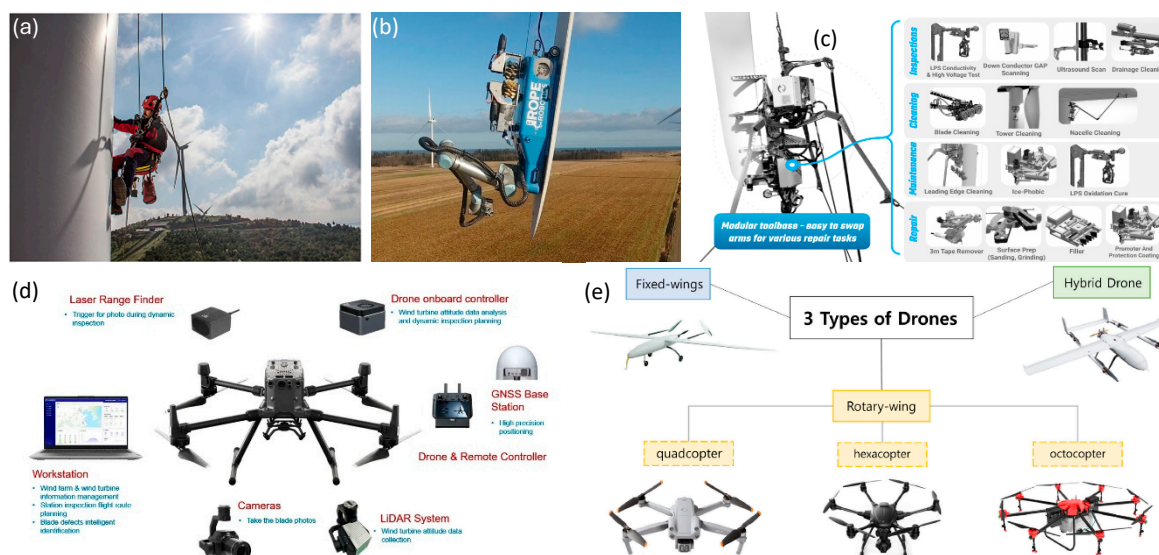 (a)
(b)
ROPE
ROBOTICS
(c)
Inspections
LPS Conductivity
& High Voltage Test
Down Conductor GAP
Scanning
Ultrasound Scan
Drainage Cleani
Cleaning
Blade Cleaning
Tower Cleaning
Nacelle Cleaning
Maintenance
Leading Edge Cleaning
Ice-Phobic
LPS Oxidation Cure
Repair
3m Tape Remover
Surface Prep
(Sanding, Grinding)
Filler
Promotor And
Protection Coating
Modular toolbase - easy to swap
arms for various repair tasks
(d)
Laser Range Finder
• Trigger for photo during dynamic
inspection
Drone onboard controller
• Wind turbine attitude data analysis
and dynamic inspection planning
GNSS Base
Station
• High precision
positioning
Drone & Remote Controller
Workstation
• Wind farm & wind turbine
information management
• Station inspection flight route
planning
• Blade defects intelligent
identification
Cameras
• Take the blade photos
LiDAR System
• Wind turbine attitude data
collection
(e)
Fixed-wings
Hybrid Drone
3 Types of Drones
Rotary-wing
quadcopter
hexacopter
octocopter